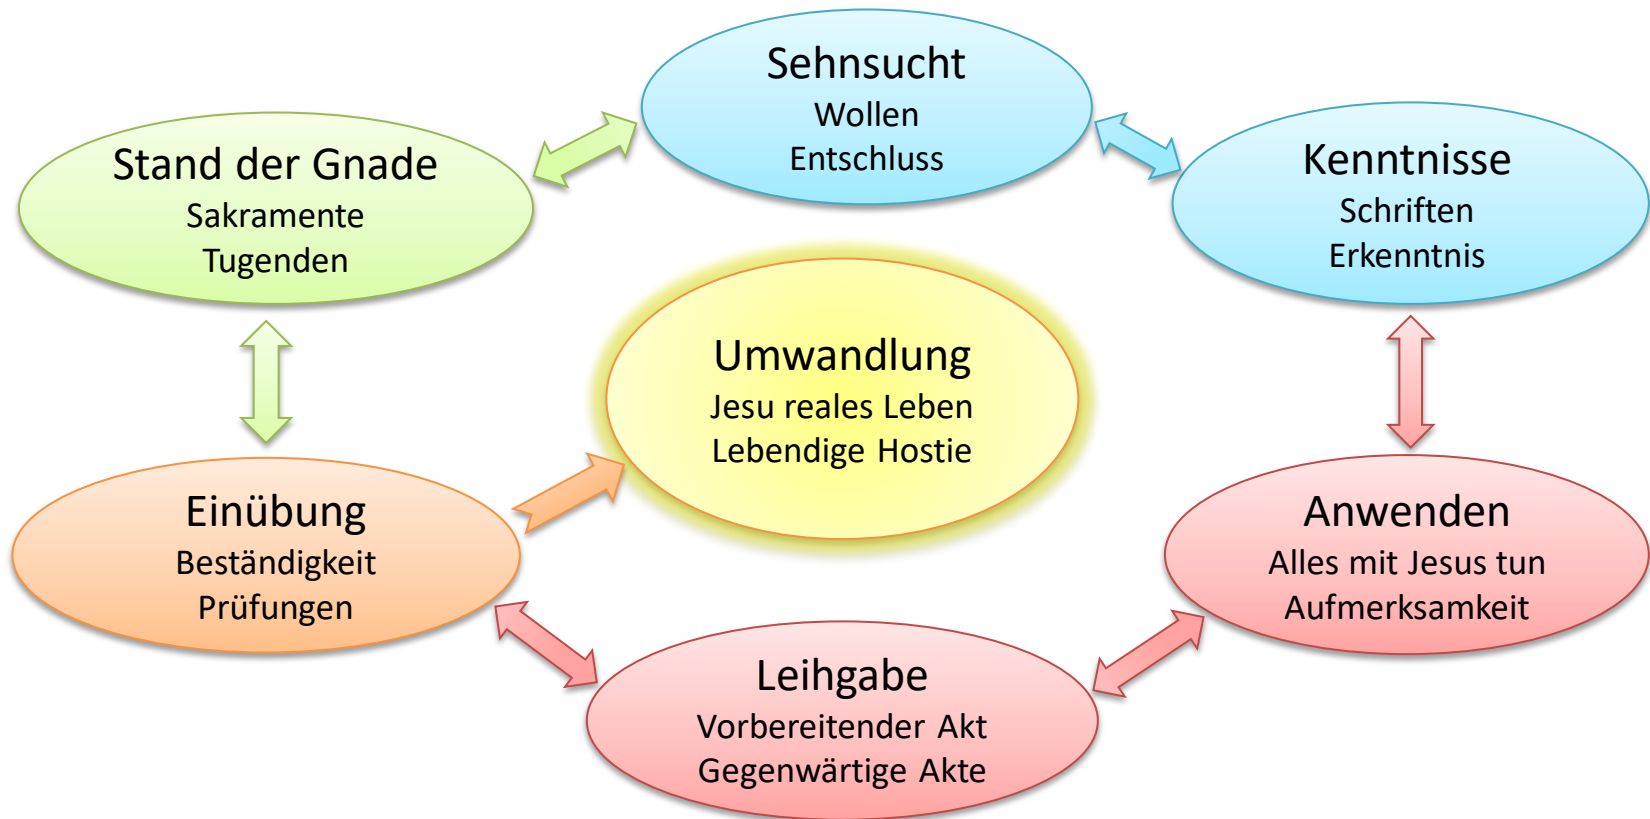 Sehnsucht
Wollen
Entschluss
Stand der Gnade
Sakramente
Tugenden
Kenntnisse
Schriften
Erkenntnis
Umwandlung
Jesu reales Leben
Lebendige Hostie
Einübung
Beständigkeit
Prüfungen
Anwenden
Alles mit Jesus tun
Aufmerksamkeit
Leihgabe
Vorbereitender Akt
Gegenwärtige Akte